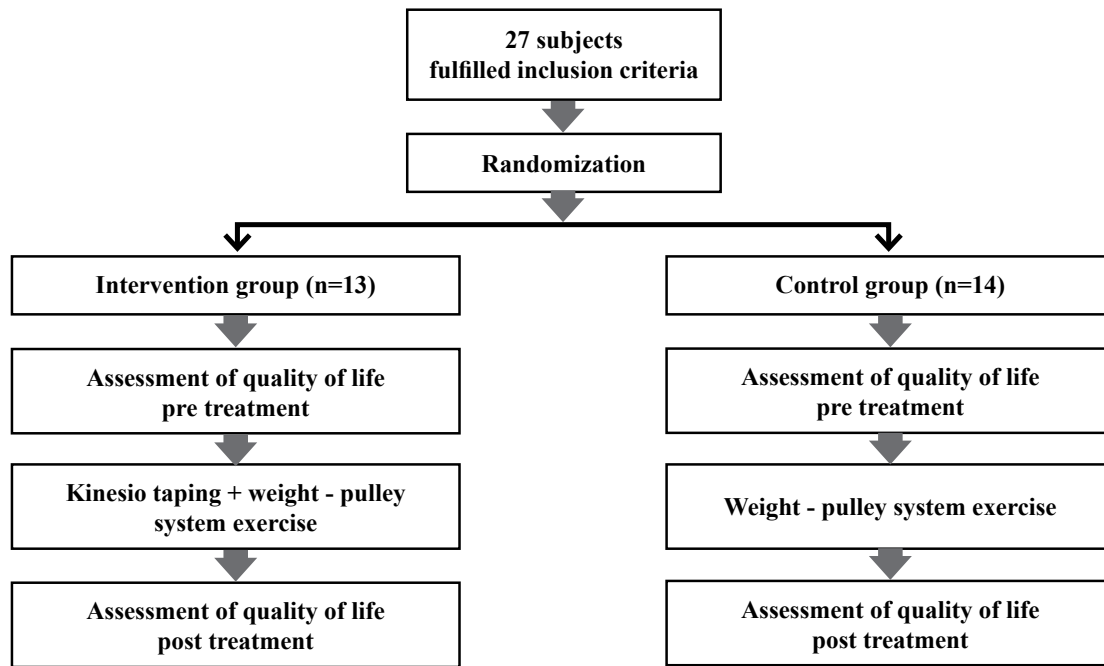 27 subjects
fulfilled inclusion criteria
Randomization
Intervention group (n=13)
Control group (n=14)
Assessment of quality of life
pre treatment
Assessment of quality of life
pre treatment
Kinesio taping + weight - pulley
system exercise
Weight - pulley system exercise
Assessment of quality of life
post treatment
Assessment of quality of life
post treatment